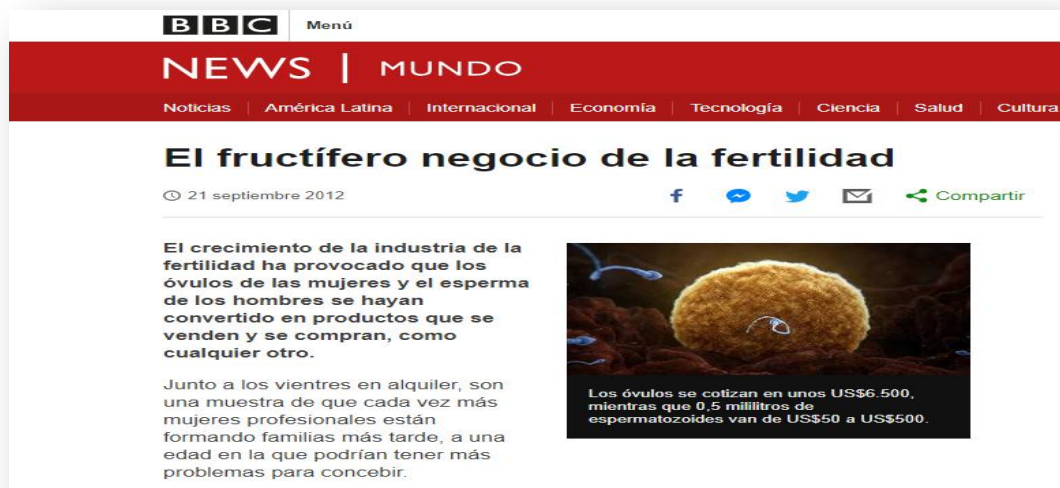 BBC Menú
NEWS | MUNDO
Noticias América Latina Internacional Economía Tecnología Ciencia Salud Cultura
El fructífero negocio de la fertilidad
21 septiembre 2012 Compartir
El crecimiento de la industria de la
fertilidad ha provocado que los
óvulos de las mujeres y el esperma
de los hombres se hayan
convertido en productos que se
venden y se compran, como
cualquier otro.
Junto a los vientres en alquiler, son
una muestra de que cada vez más
mujeres profesionales están
formando familias más tarde, a una
edad en la que podrían tener más
problemas para concebir.
Los óvulos se cotizan en unos US$6.500,
mientras que 0,5 mililitros de
espermatozoides van de US$50 a US$500.